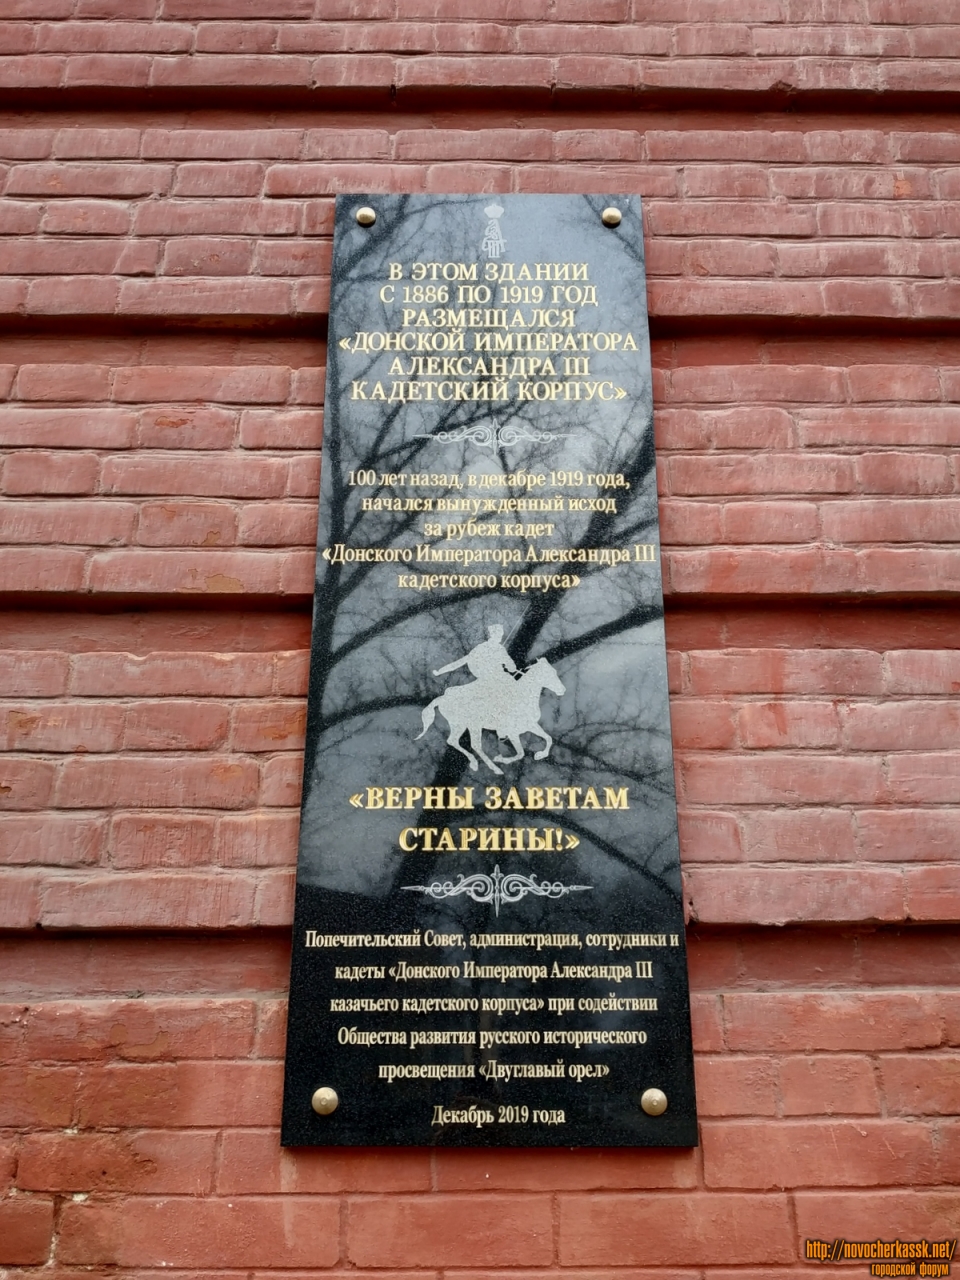 В ЭТОМ ЗДАНИИ
С 1886 ПО 1919 ГОД
РАЗМЕЩАЛСЯ
«ДОНСКОЙ ИМПЕРАТОРА
АЛЕКСАНДРА III
КАДЕТСКИЙ КОРПУС»
100 лет назад, в декабре 1919 года,
начался вынужденный исход
за рубеж кадет
«Донского Императора Александра III
кадетского корпуса»
«ВЕРНЫ ЗАВЕТАМ
СТАРИНЫ!»
Попечительский Совет, администрация, сотрудники и
кадеты «Донского Императора Александра III
казачьего кадетского корпуса» при содействии
Общества развития русского исторического
просвещения «Двуглавый орел»
Декабрь 2019 года
http://novocherkassk.net/
городской форум